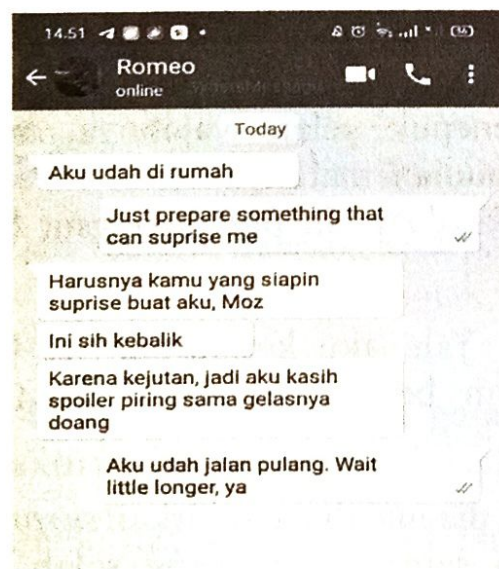 14.51
Romeo
online
Today
Aku udah di rumah
Just prepare something that
can suprise me
Harusnya kamu yang siapin
suprise buat aku, Moz
Ini sih kebalik
Karena kejutan, jadi aku kasih
spoiler piring sama gelasnya
doang
Aku udah jalan pulang. Wait
little longer, ya